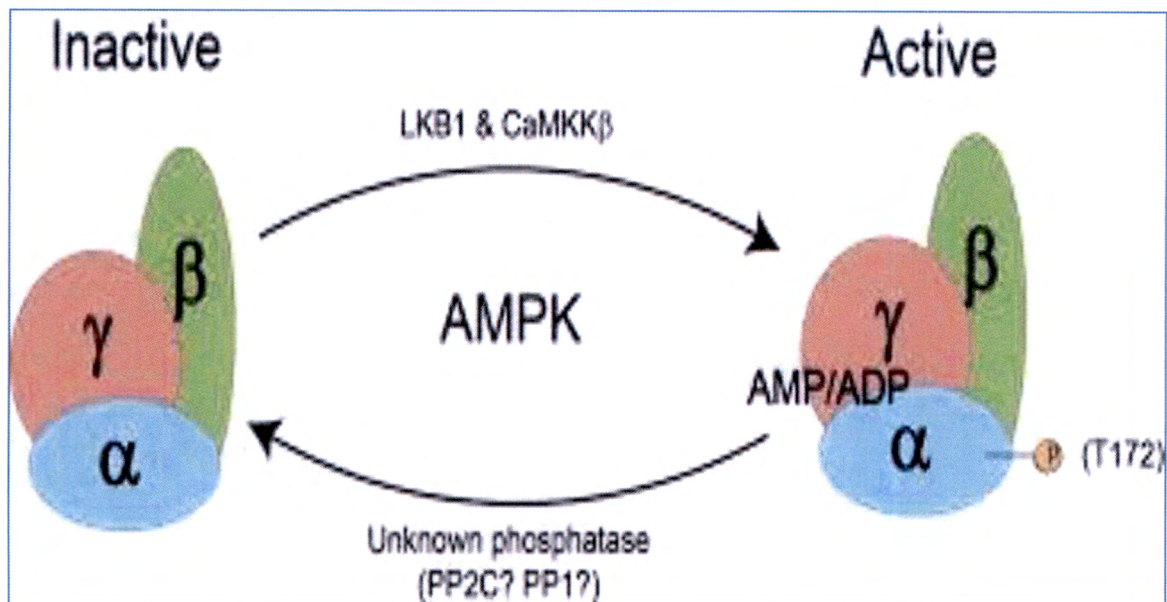 Inactive
Active
LKB1 & CaMKKβ
β
β
γ
γ
AMPK
AMP/ADP
α
α
P
(T172)
Unknown phosphatase
(PP2C? PP1?)